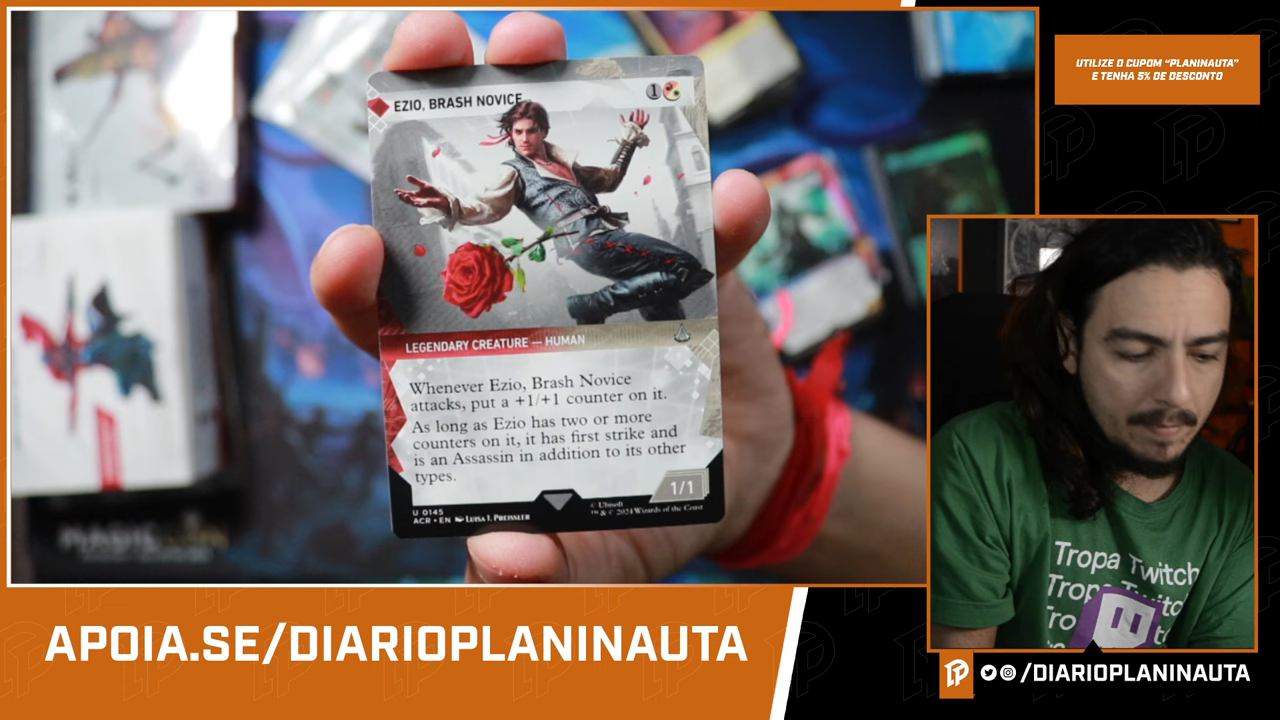 UTILIZE O CUPOM "PLANINAUTA"
E TENHA 5% DE DESCONTO
EZIO, BRASH NOVICE
1
LEGENDARY CREATURE — HUMAN
Whenever Ezio, Brash Novice
attacks, put a +1/+1 counter on it.
As long as Ezio has two or more
counters on it, it has first strike and
is an Assassin in addition to its other
types.
1/1
U 0145
ACR • EN LUISA J. PREISSLER
© Ubisoft
™ & © 2024 Wizards of the Coast
MAGIC
Tropa Twitch
APOIA.SE/DIARIOPLANINAUTA
/DIARIOPLANINAUTA